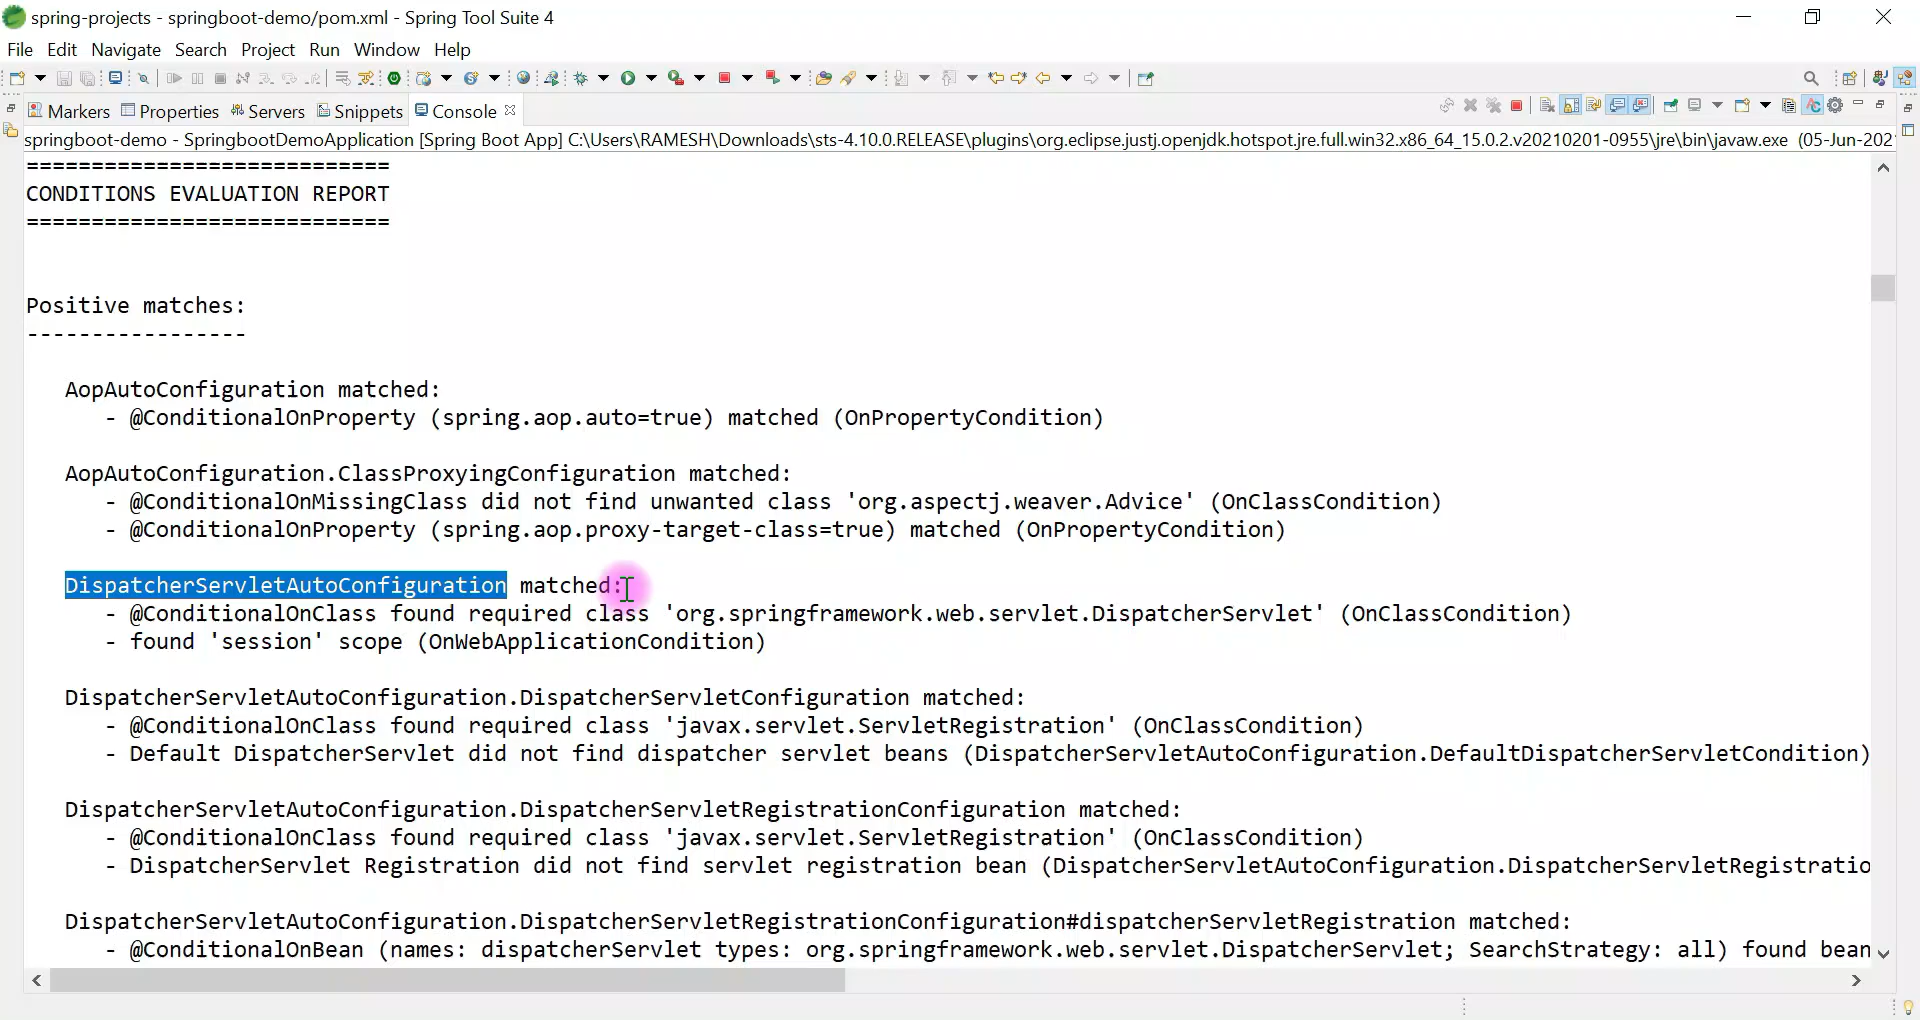 spring-projects - springboot-demo/pom.xml - Spring Tool Suite 4
File Edit Navigate Search Project Run Window Help
Markers Properties Servers Snippets Console
springboot-demo - SpringbootDemoApplication [Spring Boot App] C:\Users\RAMESH\Downloads\sts-4.10.0.RELEASE\plugins\org.eclipse.justj.openjdk.hotspot.jre.full.win32.x86_64_15.0.2.v20210201-0955\jre\bin\javaw.exe (05-Jun-202
============================
CONDITIONS EVALUATION REPORT
============================
Positive matches:
-----------------
AopAutoConfiguration matched:
- @ConditionalOnProperty (spring.aop.auto=true) matched (OnPropertyCondition)
AopAutoConfiguration.ClassProxyingConfiguration matched:
- @ConditionalOnMissingClass did not find unwanted class 'org.aspectj.weaver.Advice' (OnClassCondition)
- @ConditionalOnProperty (spring.aop.proxy-target-class=true) matched (OnPropertyCondition)
DispatcherServletAutoConfiguration matched:
- @ConditionalOnClass found required class 'org.springframework.web.servlet.DispatcherServlet' (OnClassCondition)
- found 'session' scope (OnWebApplicationCondition)
DispatcherServletAutoConfiguration.DispatcherServletConfiguration matched:
- @ConditionalOnClass found required class 'javax.servlet.ServletRegistration' (OnClassCondition)
- Default DispatcherServlet did not find dispatcher servlet beans (DispatcherServletAutoConfiguration.DefaultDispatcherServletCondition)
DispatcherServletAutoConfiguration.DispatcherServletRegistrationConfiguration matched:
- @ConditionalOnClass found required class 'javax.servlet.ServletRegistration' (OnClassCondition)
- DispatcherServlet Registration did not find servlet registration bean (DispatcherServletAutoConfiguration.DispatcherServletRegistratio
DispatcherServletAutoConfiguration.DispatcherServletRegistrationConfiguration#dispatcherServletRegistration matched:
- @ConditionalOnBean (names: dispatcherServlet types: org.springframework.web.servlet.DispatcherServlet; SearchStrategy: all) found bean